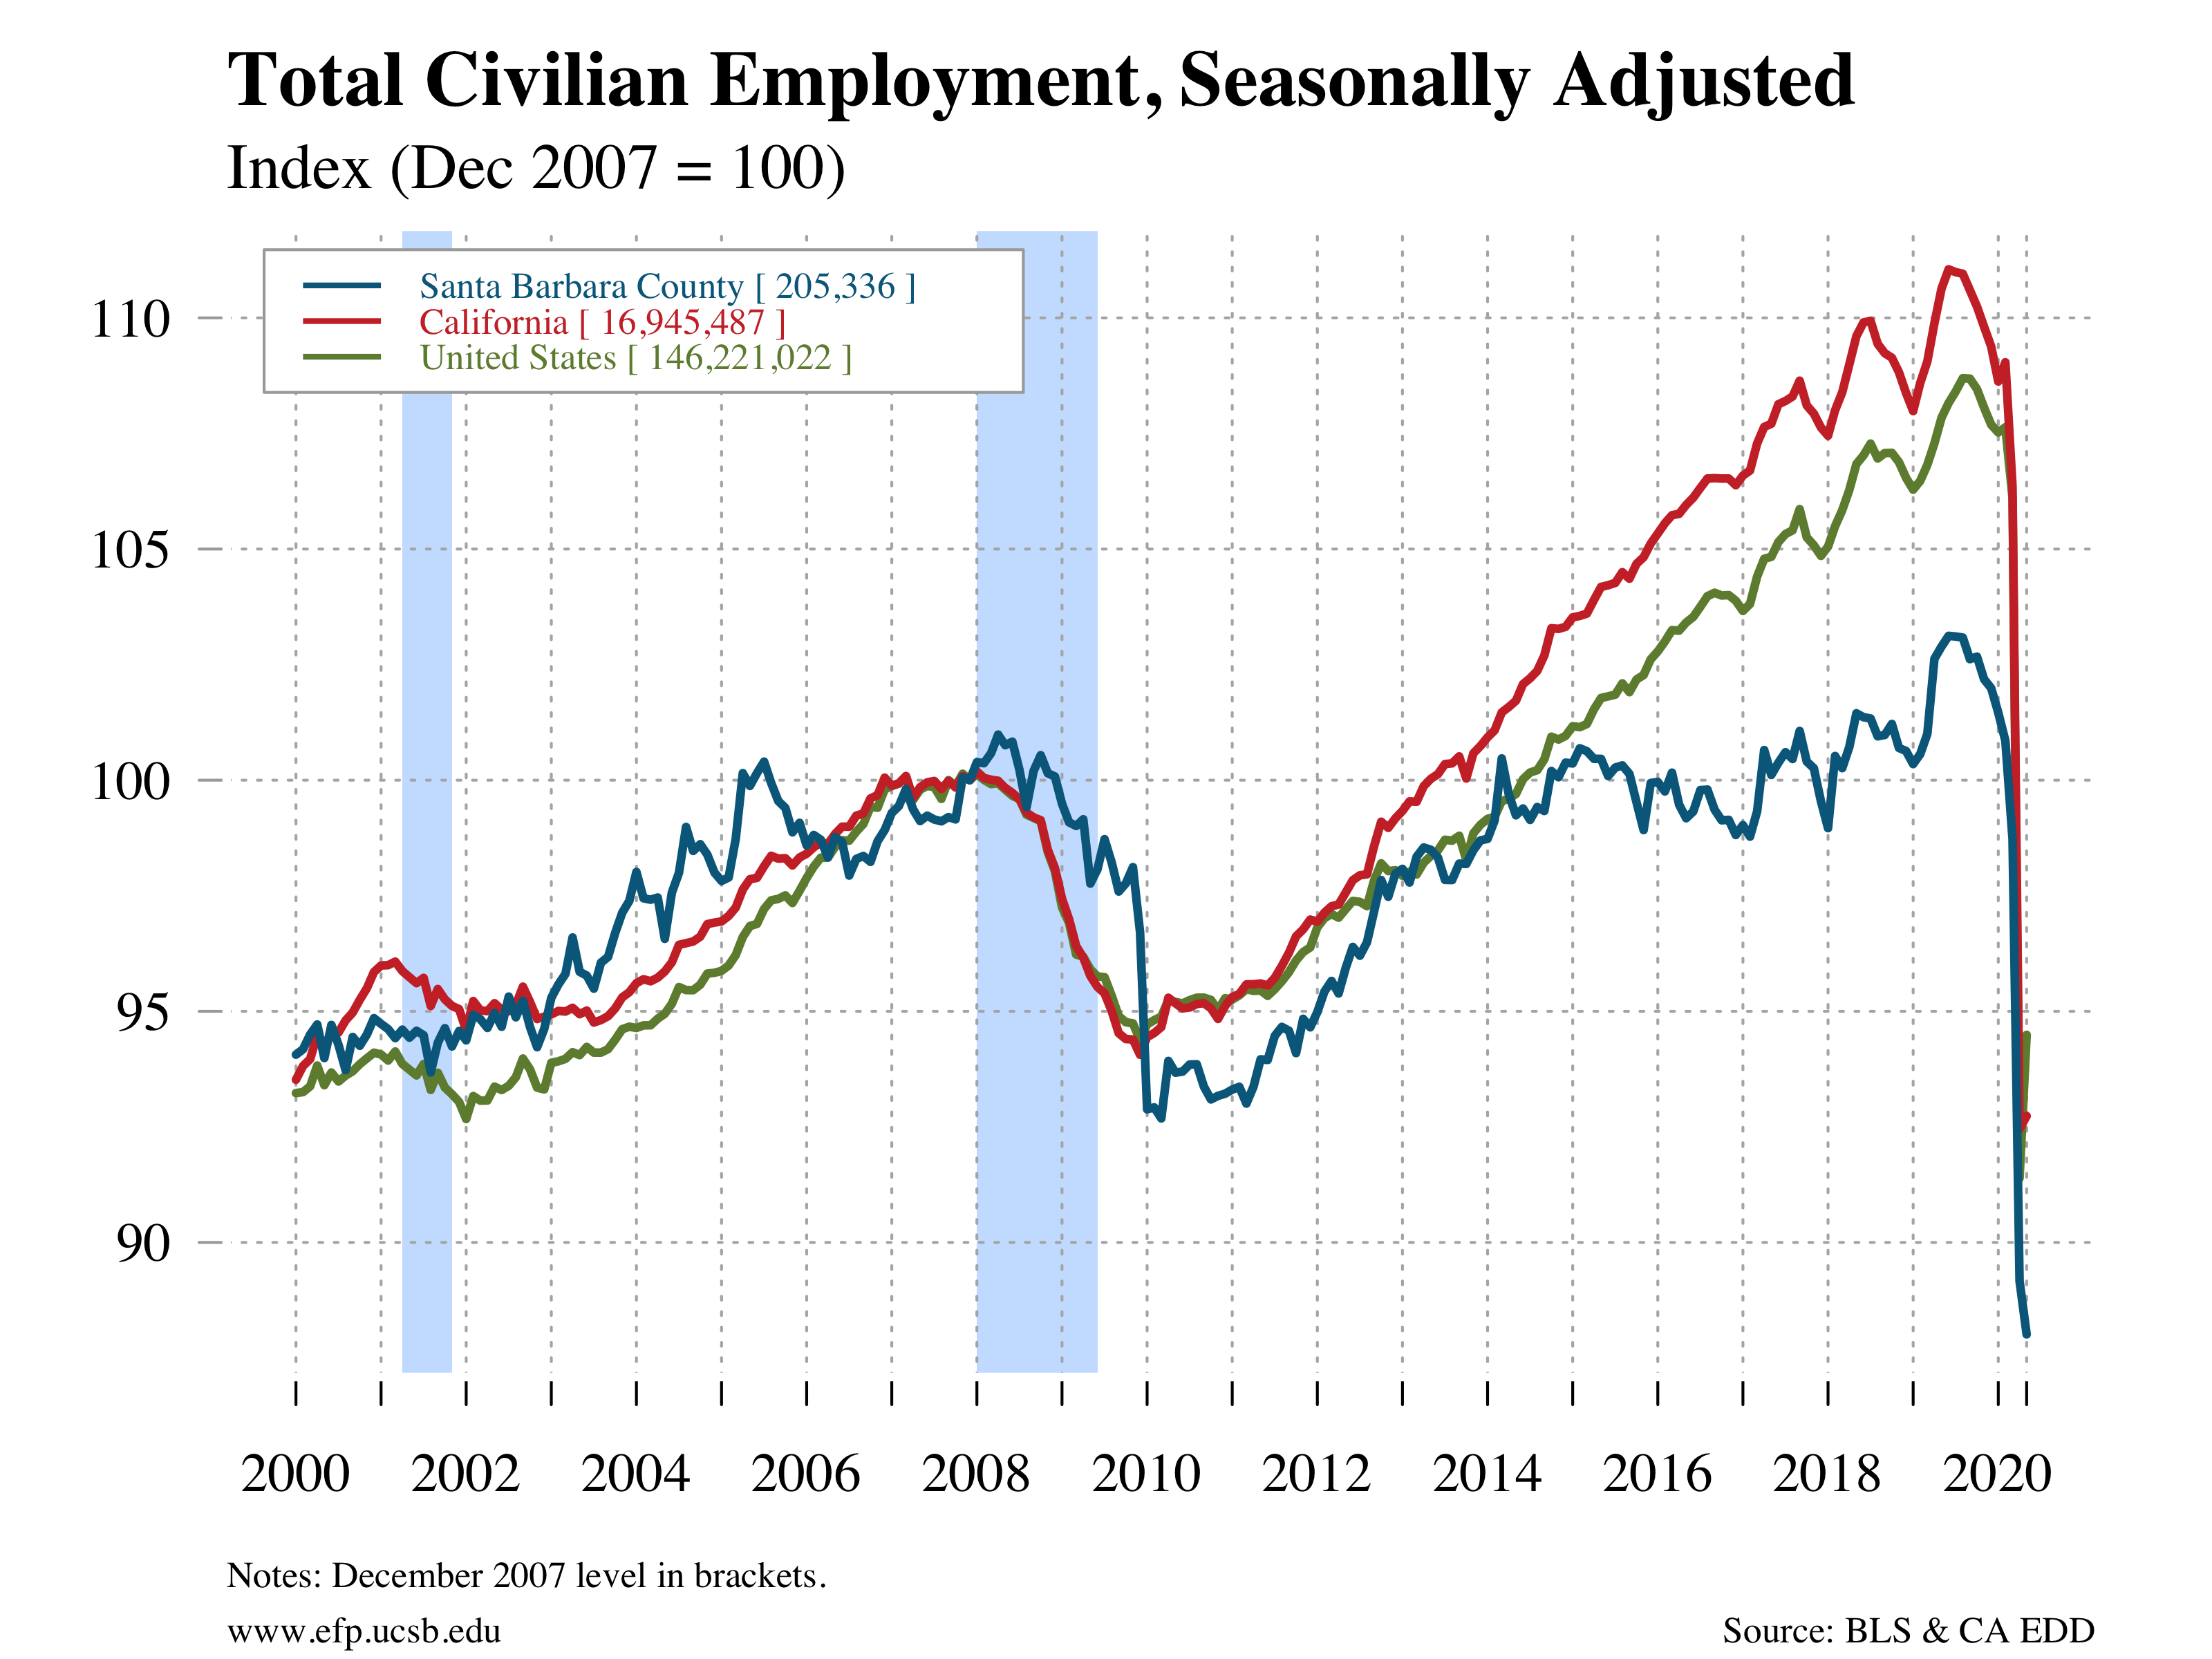 Total Civilian Employment, Seasonally Adjusted
Index (Dec 2007 = 100)
Santa Barbara County [ 205,336 ]
California [ 16,945,487 ]
United States [ 146,221,022 ]
110
105
100
95
90
2000 2002 2004 2006 2008 2010 2012 2014 2016 2018 2020
Notes: December 2007 level in brackets.
www.efp.ucsb.edu Source: BLS & CA EDD